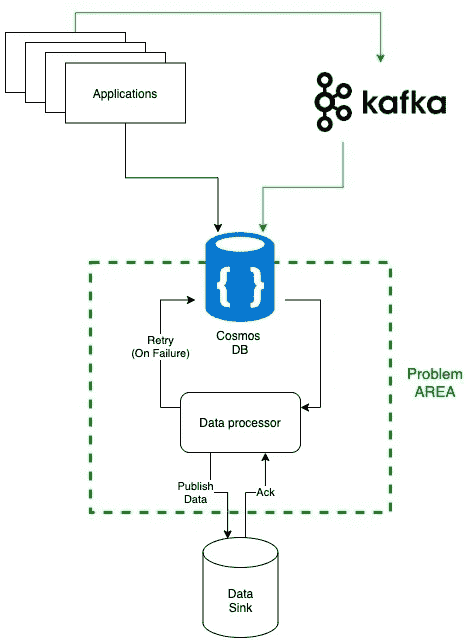 Applications
kafka
{ }
Cosmos
DB
Retry
(On Failure)
Problem
AREA
Data processor
Publish
Data
Ack
Data
Sink